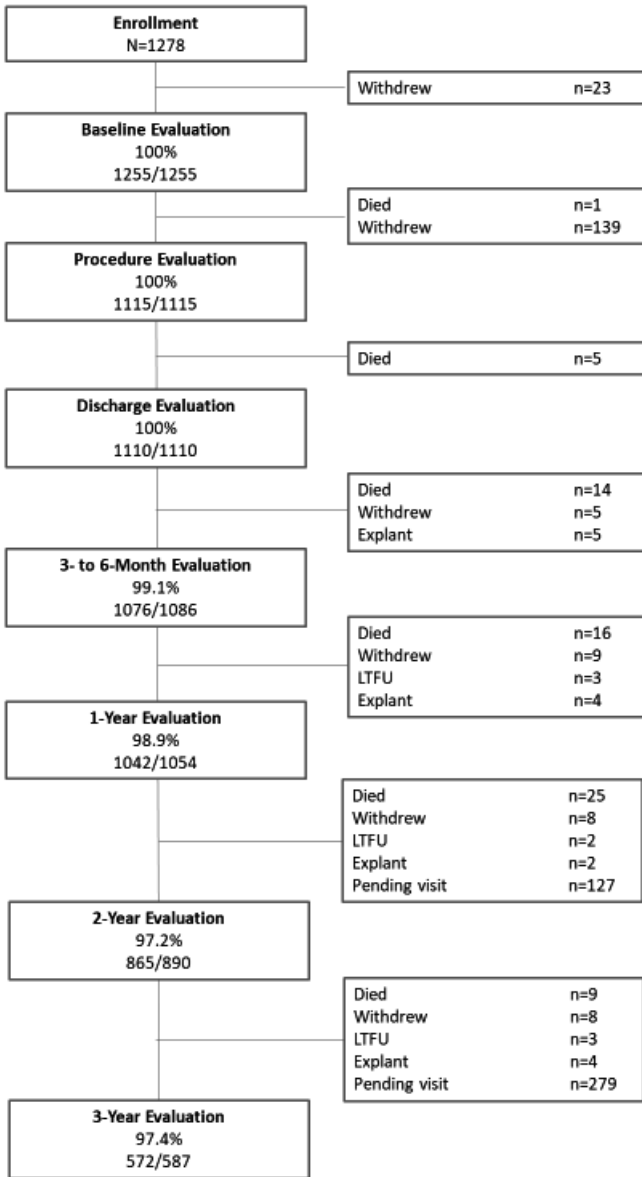 Enrollment
N=1278
Withdrew n=23
Baseline Evaluation
100%
1255/1255
Died n=1
Withdrew n=139
Procedure Evaluation
100%
1115/1115
Died n=5
Discharge Evaluation
100%
1110/1110
Died n=14
Withdrew n=5
Explant n=5
3- to 6-Month Evaluation
99.1%
1076/1086
Died n=16
Withdrew n=9
LTFU n=3
Explant n=4
1-Year Evaluation
98.9%
1042/1054
Died n=25
Withdrew n=8
LTFU n=2
Explant n=2
Pending visit n=127
2-Year Evaluation
97.2%
865/890
Died n=9
Withdrew n=8
LTFU n=3
Explant n=4
Pending visit n=279
3-Year Evaluation
97.4%
572/587